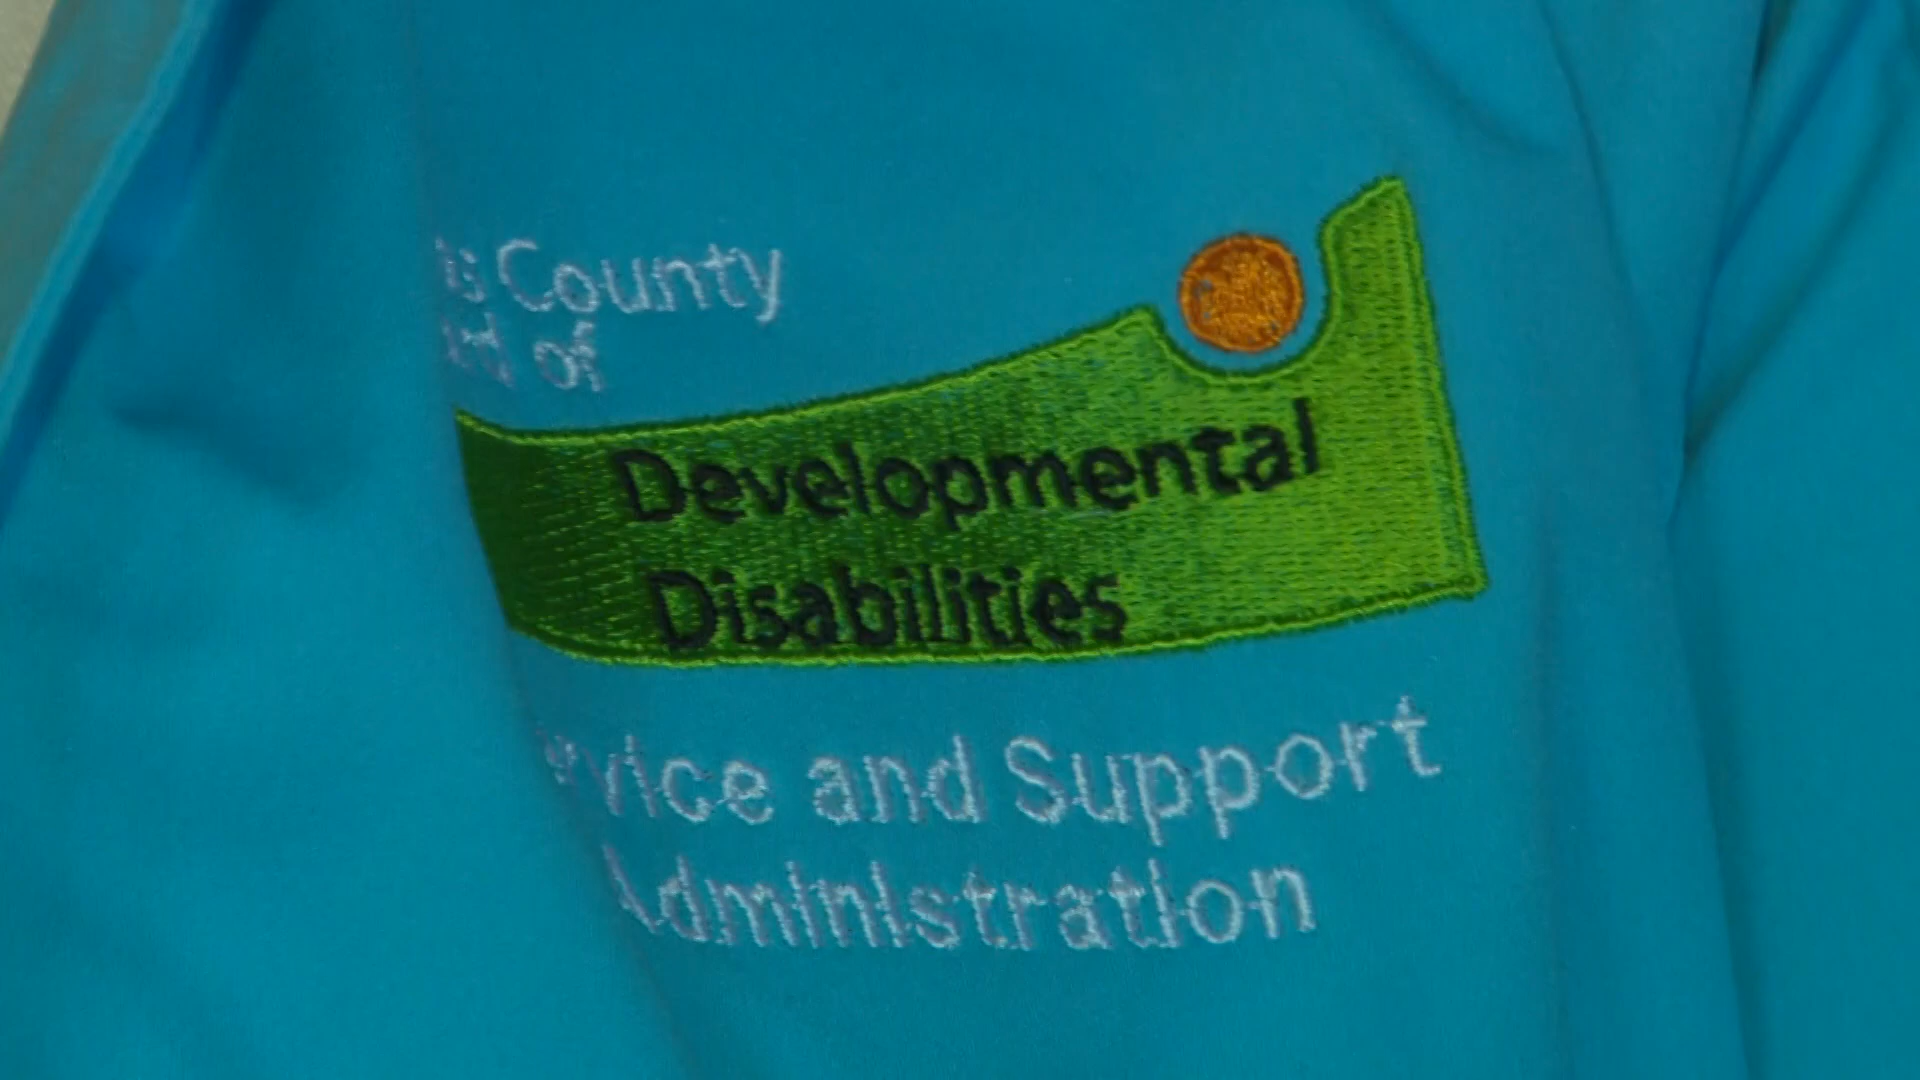 County
of
Developmental
Disabilities
and Support
Administration